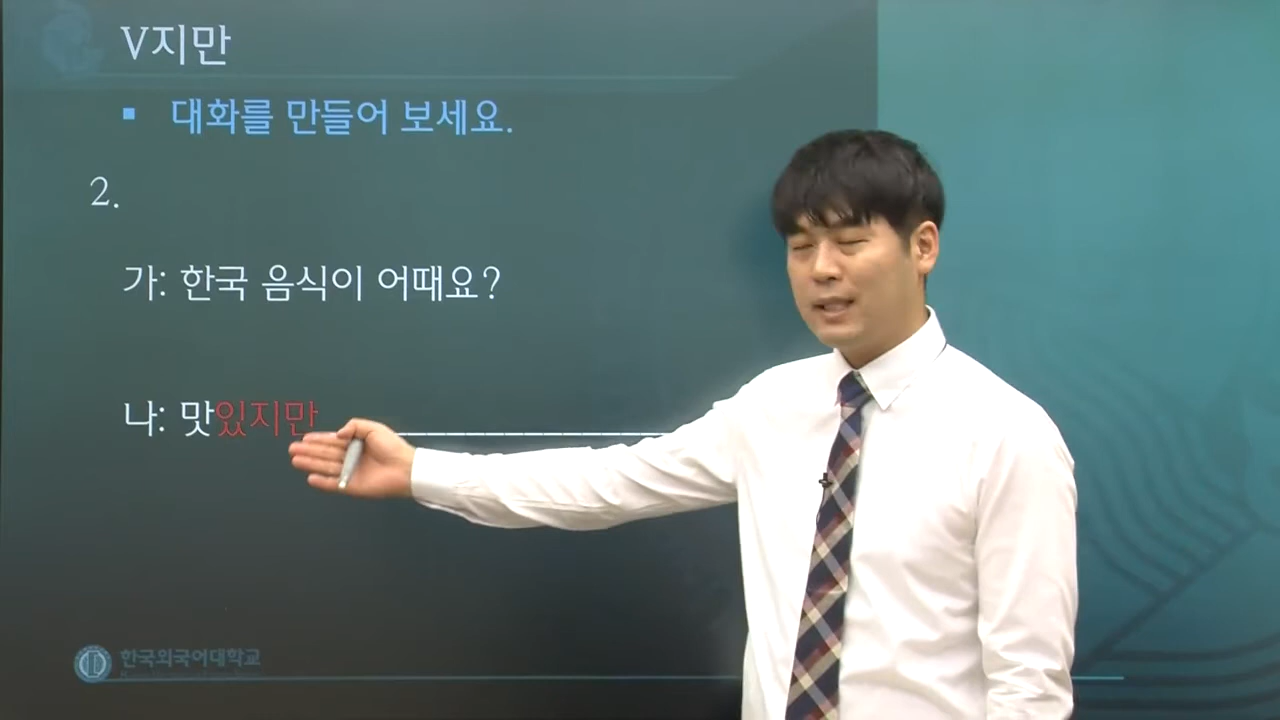 V지만
▪ 대화를 만들어 보세요.
2.
가: 한국 음식이 어때요?
나: 맛있지만 ________________
한국외국어대학교